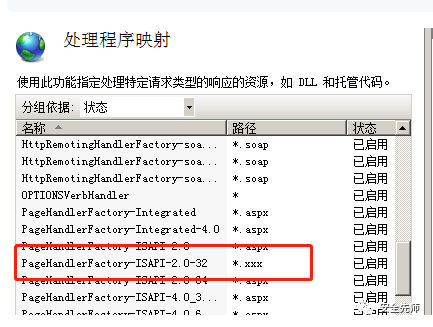 处理程序映射
使用此功能指定处理特定请求类型的响应的资源，如 DLL 和托管代码。
分组依据: 状态
名称 路径 状态
HttpRemotingHandlerFactory-soa... *.soap 已启用
HttpRemotingHandlerFactory-soa... *.soap 已启用
HttpRemotingHandlerFactory-soa... *.soap 已启用
OPTIONSVerbHandler * 已启用
PageHandlerFactory-Integrated *.aspx 已启用
PageHandlerFactory-Integrated-4.0 *.aspx 已启用
PageHandlerFactory-ISAPI-2.0 *.aspx 已启用
PageHandlerFactory-ISAPI-2.0-32 *.xxx 已启用
PageHandlerFactory-ISAPI-2.0-64 *.aspx 已启用
PageHandlerFactory-ISAPI-4.0_3... *.aspx 已启用
PageHandlerFactory-ISAPI-4.0_6... *.aspx
安全先师